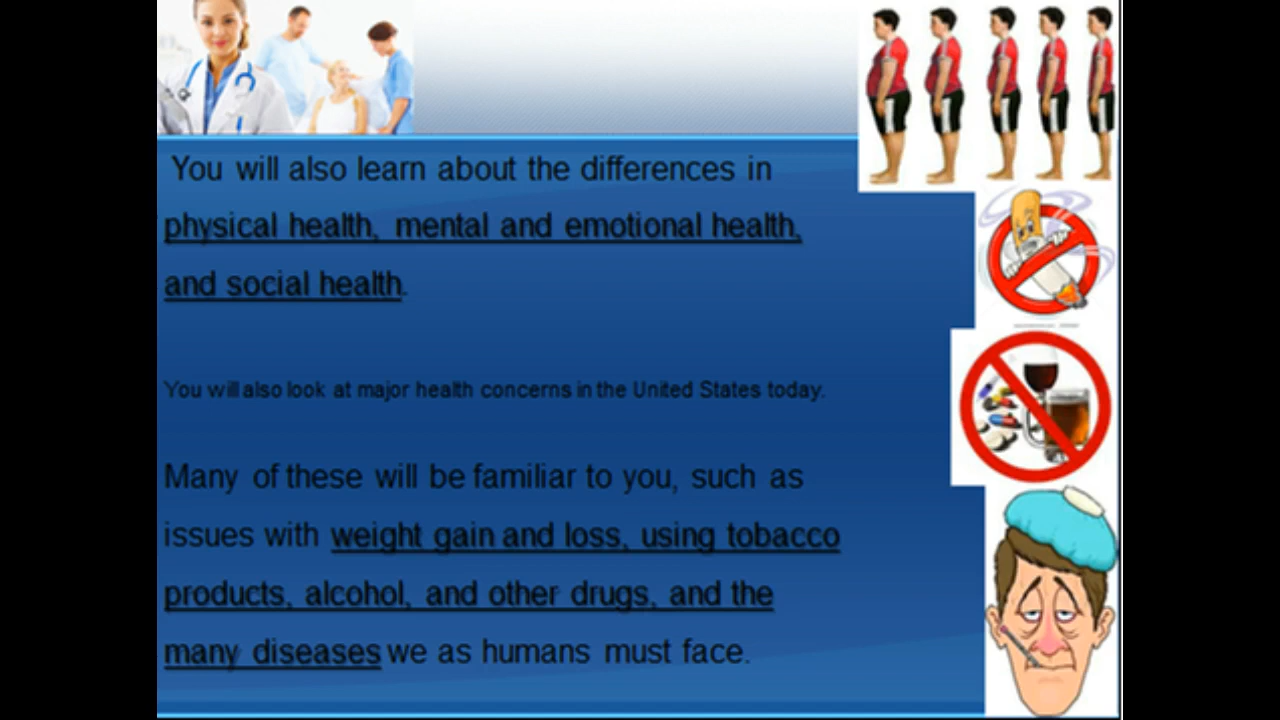 You will also learn about the differences in
physical health, mental and emotional health,
and social health.
You will also look at major health concerns in the United States today.
Many of these will be familiar to you, such as
issues with weight gain and loss, using tobacco
products, alcohol, and other drugs, and the
many diseases we as humans must face.